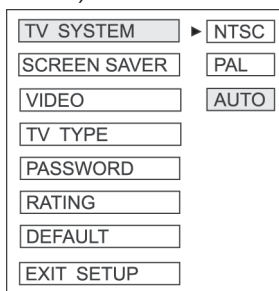 TV SYSTEM ► NTSC
SCREEN SAVER PAL
VIDEO AUTO
TV TYPE
PASSWORD
RATING
DEFAULT
EXIT SETUP